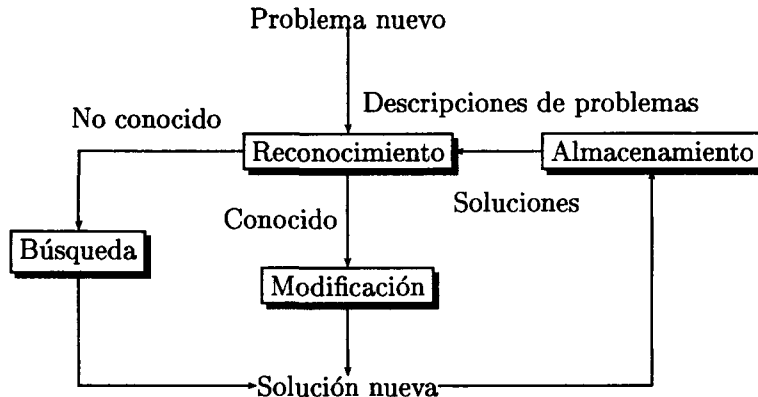 Problema nuevo
Descripciones de problemas
No conocido
Reconocimiento
Almacenamiento
Soluciones
Conocido
Búsqueda
Modificación
Solución nueva